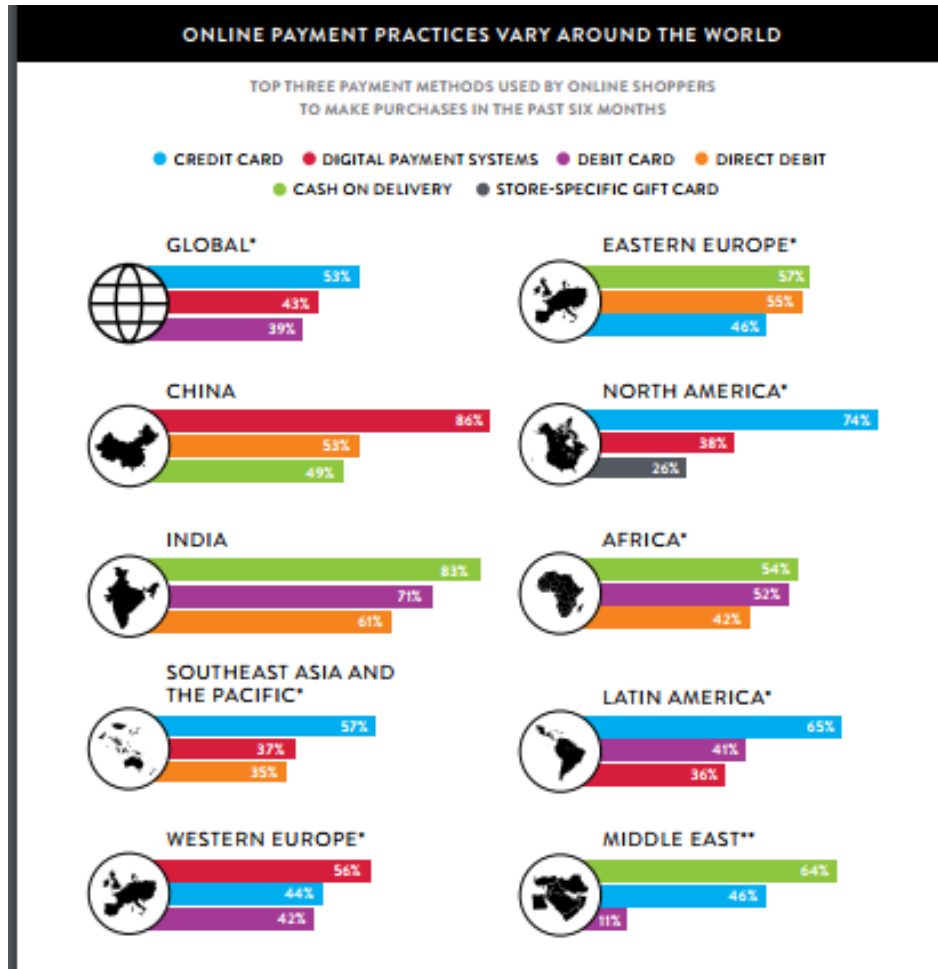 ONLINE PAYMENT PRACTICES VARY AROUND THE WORLD
TOP THREE PAYMENT METHODS USED BY ONLINE SHOPPERS
TO MAKE PURCHASES IN THE PAST SIX MONTHS
CREDIT CARD DIGITAL PAYMENT SYSTEMS DEBIT CARD DIRECT DEBIT
CASH ON DELIVERY STORE-SPECIFIC GIFT CARD
GLOBAL*
53%
43%
39%
EASTERN EUROPE*
57%
55%
46%
CHINA
86%
53%
49%
NORTH AMERICA*
74%
38%
26%
INDIA
83%
71%
61%
AFRICA*
54%
52%
42%
SOUTHEAST ASIA AND
THE PACIFIC*
57%
37%
35%
LATIN AMERICA*
65%
41%
36%
WESTERN EUROPE*
56%
44%
42%
MIDDLE EAST**
64%
46%
11%